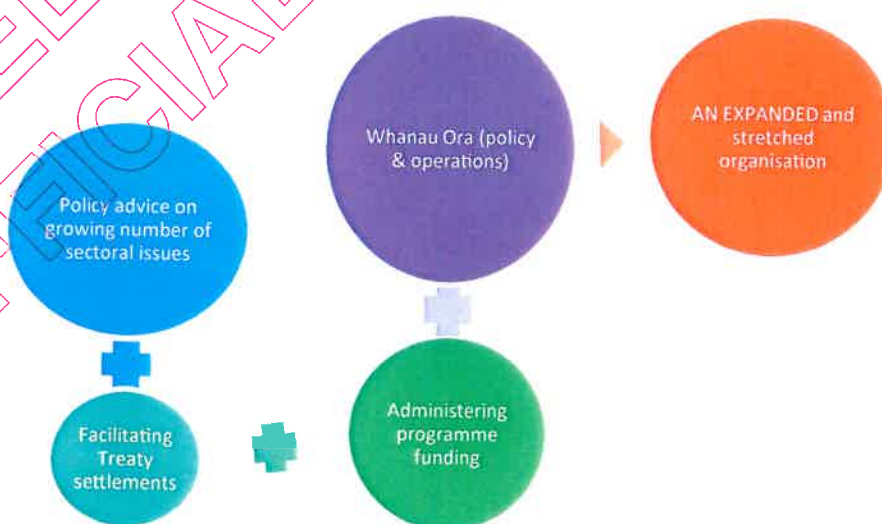 Policy advice on
growing number of
sectoral issues
Facilitating
Treaty
settlements
Administering
programme
funding
Whanau Ora (policy
& operations)
AN EXPANDED and
stretched
organisation